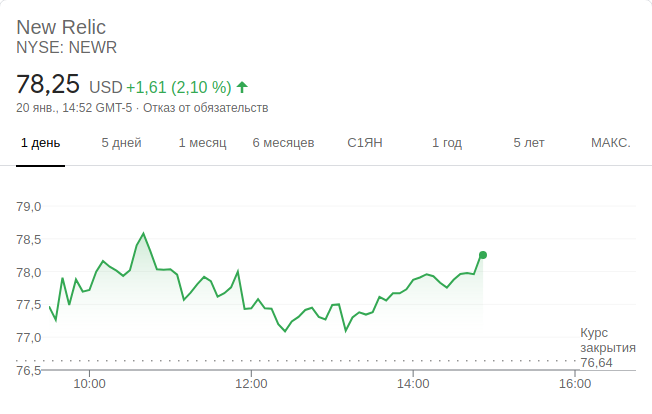 New Relic
NYSE: NEWR
78,25 USD +1,61 (2,10 %)
20 янв., 14:52 GMT-5 · Отказ от обязательств
1 день 5 дней 1 месяц 6 месяцев С1ЯН 1 год 5 лет МАКС.
79,0
78,5
78,0
77,5
77,0
Курс
закрытия
76,64
76,5
10:00 12:00 14:00 16:00